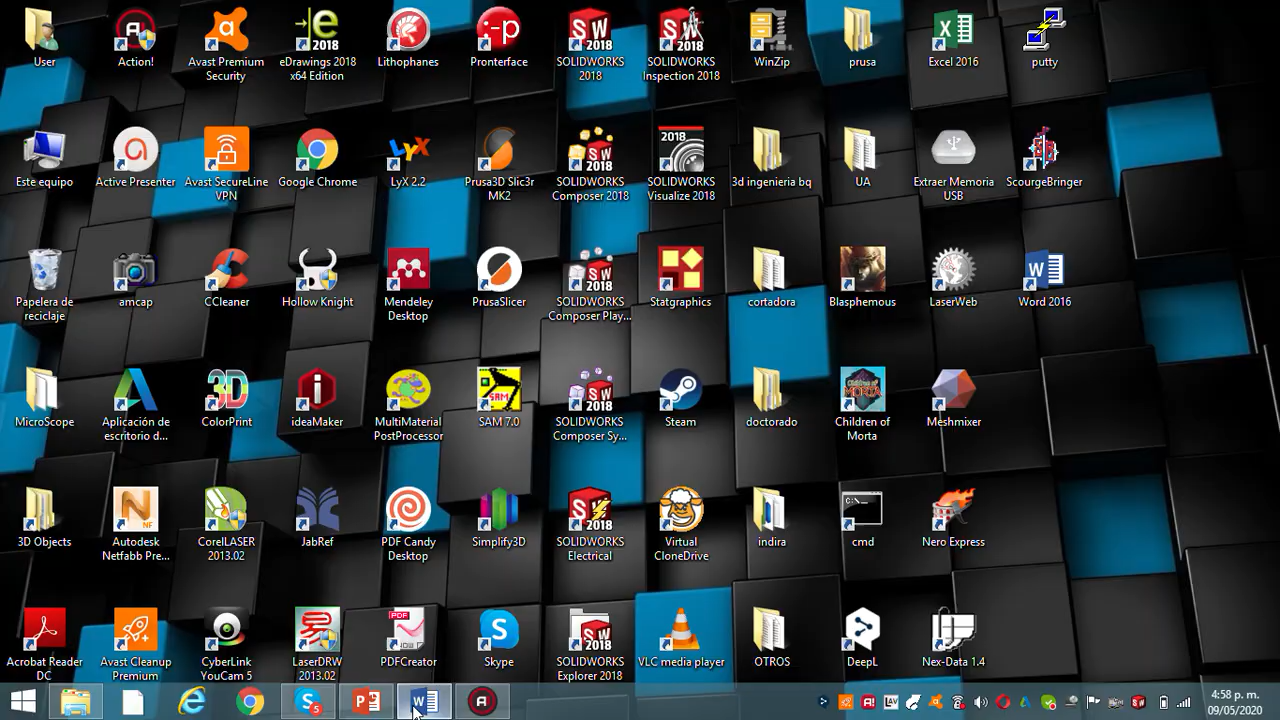 User
Action!
Avast Premium
Security
eDrawings 2018
x64 Edition
Lithophanes
Pronterface
SOLIDWORKS
2018
SOLIDWORKS
Inspection 2018
WinZip
prusa
Excel 2016
putty
Este equipo
Active Presenter
Avast SecureLine
VPN
Google Chrome
LyX 2.2
Prusa3D Slic3r
MK2
SOLIDWORKS
Composer 2018
SOLIDWORKS
Visualize 2018
3d ingenieria bq
UA
Extraer Memoria
USB
ScourgeBringer
Papelera de
reciclaje
amcap
CCleaner
Hollow Knight
Mendeley
Desktop
PrusaSlicer
SOLIDWORKS
Composer Play...
Statgraphics
cortadora
Blasphemous
LaserWeb
Word 2016
MicroScope
Aplicación de
escritorio d...
ColorPrint
ideaMaker
MultiMaterial
PostProcessor
SAM 7.0
SOLIDWORKS
Composer Sy...
Steam
doctorado
Children of
Morta
Meshmixer
3D Objects
Autodesk
Netfabb Pre...
CorelLASER
2013.02
JabRef
PDF Candy
Desktop
Simplify3D
SOLIDWORKS
Electrical
Virtual
CloneDrive
indira
cmd
Nero Express
Acrobat Reader
DC
Avast Cleanup
Premium
CyberLink
YouCam 5
LaserDRW
2013.02
PDFCreator
Skype
SOLIDWORKS
Explorer 2018
VLC media player
OTROS
DeepL
Nex-Data 1.4
4:58 p. m.
09/05/2020